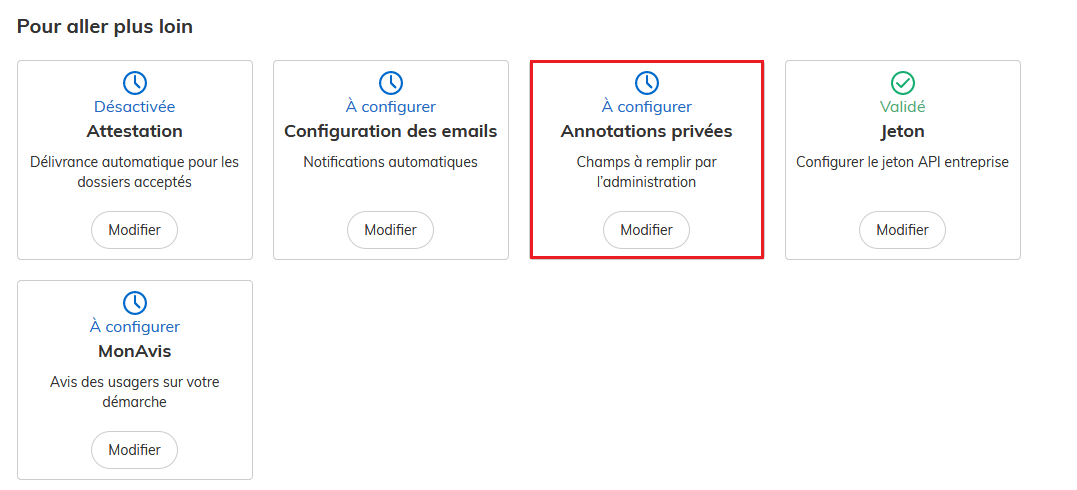 Pour aller plus loin
Désactivée
Attestation
Délivrance automatique pour les
dossiers acceptés
Modifier
À configurer
Configuration des emails
Notifications automatiques
Modifier
À configurer
Annotations privées
Champs à remplir par
l'administration
Modifier
Validé
Jeton
Configurer le jeton API entreprise
Modifier
À configurer
MonAvis
Avis des usagers sur votre
démarche
Modifier